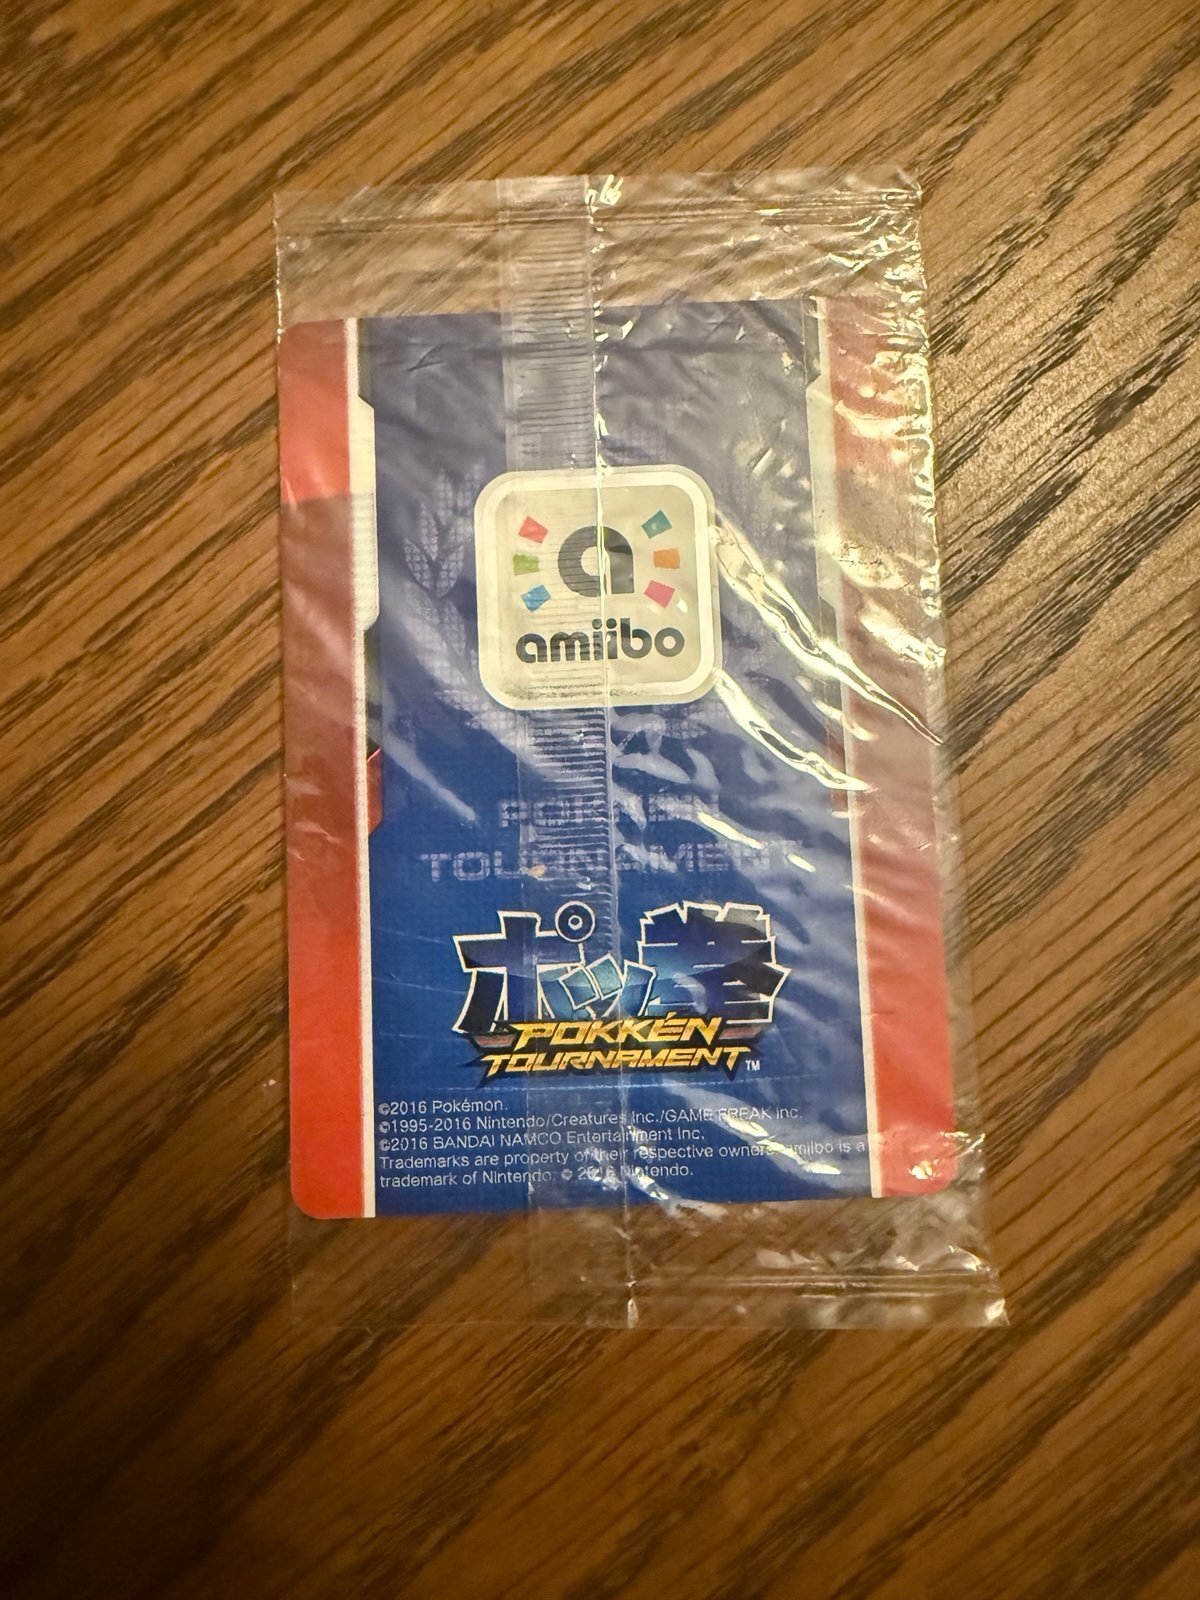 a
amiibo
POKKÉN
TOURNAMENT
ポッ拳
POKKÉN
TOURNAMENT™
©2016 Pokémon.
©1995-2016 Nintendo/Creatures Inc./GAME FREAK inc.
©2016 BANDAI NAMCO Entertainment Inc.
Trademarks are property of their respective owners. amiibo is a
trademark of Nintendo. © 2016 Nintendo.